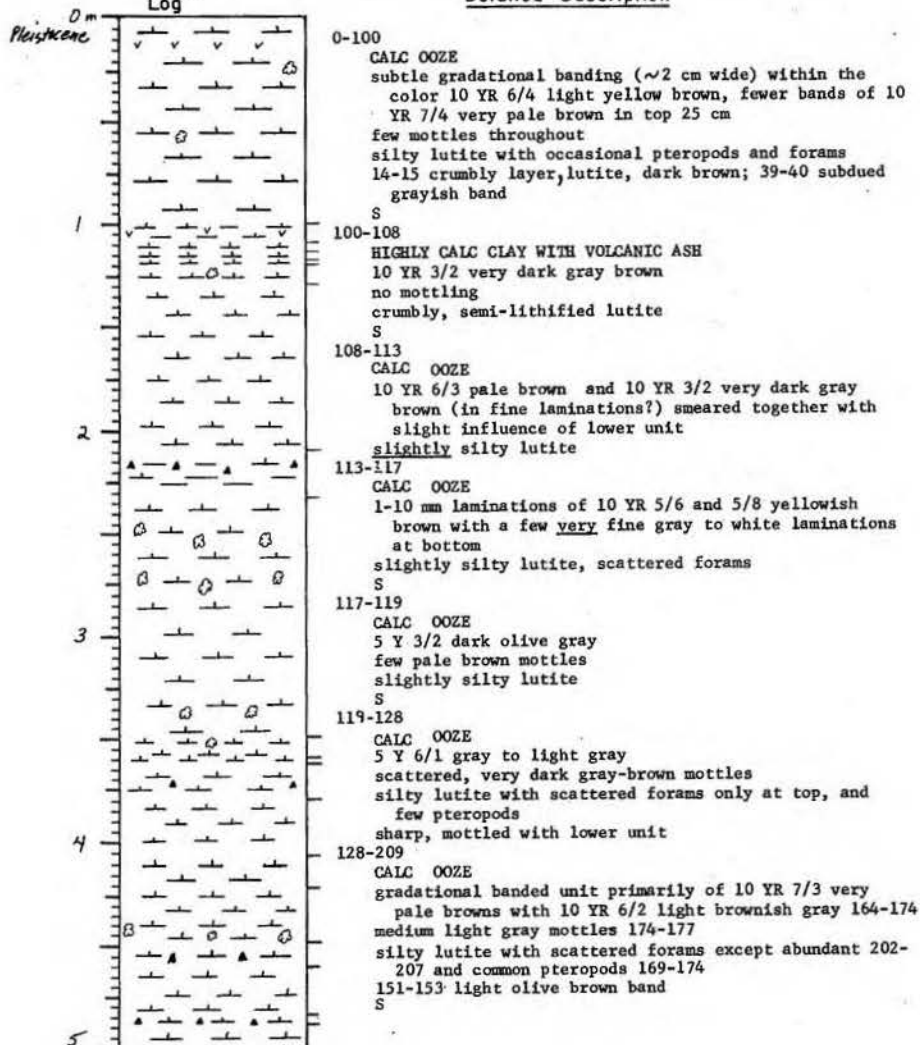 Log
0 m
Pleistocene
0-100
CALC OOZE
subtle gradational banding (~2 cm wide) within the
color 10 YR 6/4 light yellow brown, fewer bands of 10
YR 7/4 very pale brown in top 25 cm
few mottles throughout
silty lutite with occasional pteropods and forams
14-15 crumbly layer, lutite, dark brown; 39-40 subdued
grayish band
S
1
100-108
HIGHLY CALC CLAY WITH VOLCANIC ASH
10 YR 3/2 very dark gray brown
no mottling
crumbly, semi-lithified lutite
S
108-113
CALC OOZE
10 YR 6/3 pale brown and 10 YR 3/2 very dark gray
brown (in fine laminations?) smeared together with
slight influence of lower unit
slightly silty lutite
2
113-117
CALC OOZE
1-10 mm laminations of 10 YR 5/6 and 5/8 yellowish
brown with a few very fine gray to white laminations
at bottom
slightly silty lutite, scattered forams
S
117-119
CALC OOZE
3
5 Y 3/2 dark olive gray
few pale brown mottles
slightly silty lutite
S
119-128
CALC OOZE
5 Y 6/1 gray to light gray
scattered, very dark gray-brown mottles
silty lutite with scattered forams only at top, and
few pteropods
sharp, mottled with lower unit
4
128-209
CALC OOZE
gradational banded unit primarily of 10 YR 7/3 very
pale browns with 10 YR 6/2 light brownish gray 164-174
medium light gray mottles 174-177
silty lutite with scattered forams except abundant 202-
207 and common pteropods 169-174
151-153 light olive brown band
S
5